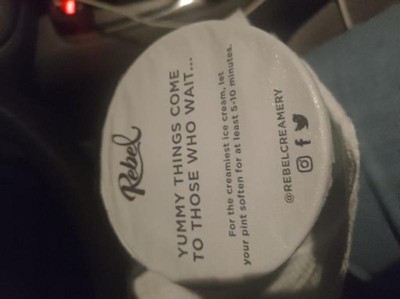 Rebel
YUMMY THINGS COME
TO THOSE WHO WAIT...
For the creamiest ice cream, let
your pint soften for at least 5-10 minutes.
@REBELCREAMERY